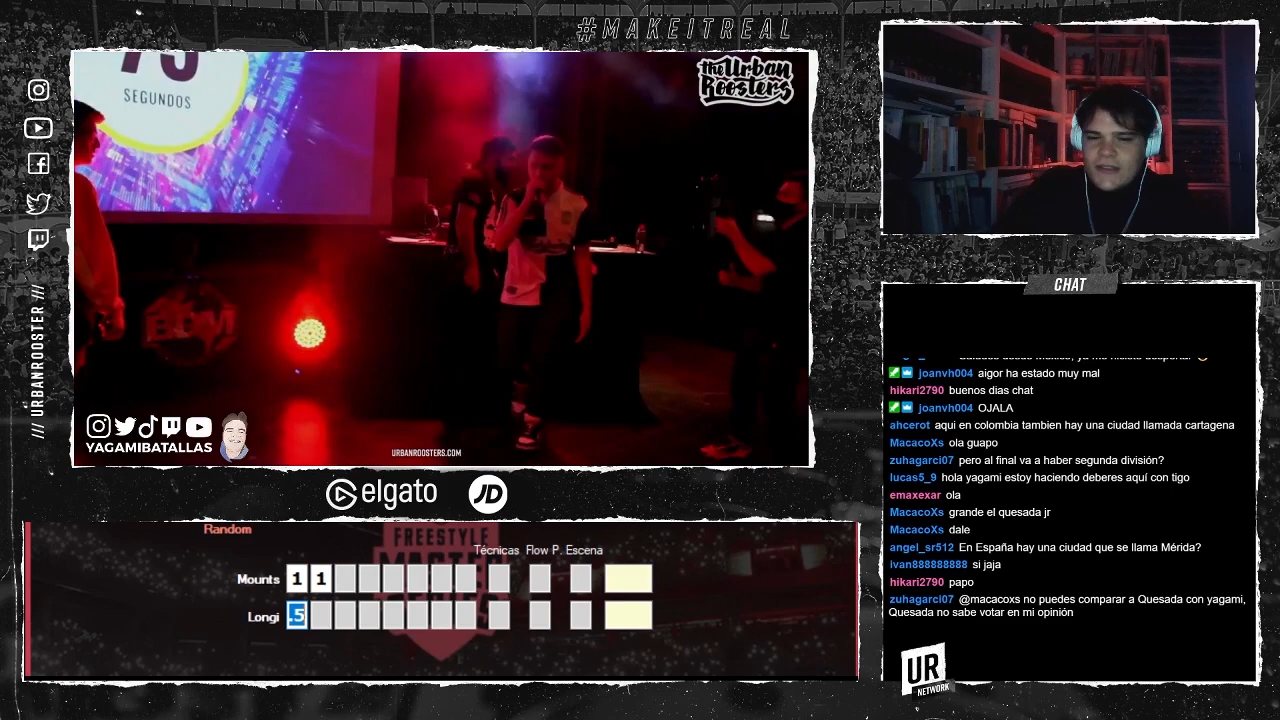 #MAKEITREAL
SEGUNDOS
the Urban
Roosters
/// URBANROOSTER ///
YAGAMIBATALLAS
URBANROOSTERS.COM
elgato
JD
CHAT
joanvh004 aigor ha estado muy mal
hikari2790 buenos dias chat
joanvh004 OJALA
ahcerot aqui en colombia tambien hay una ciudad llamada cartagena
MacacoXs ola guapo
zuhagarci07 pero al final va a haber segunda división?
lucas5_9 hola yagami estoy haciendo deberes aquí con tigo
emaxexar ola
MacacoXs grande el quesada jr
MacacoXs dale
angel_sr512 En España hay una ciudad que se llama Mérida?
ivan888888888 si jaja
hikari2790 papo
zuhagarci07 @macacoxs no puedes comparar a Quesada con yagami,
Quesada no sabe votar en mi opinión
UR
NETWORK
Random
FREESTYLE
Técnicas Flow P. Escena
Mounts 1 1
Longi .5